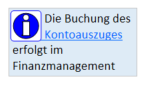 Die Buchung des
Kontoauszuges
erfolgt im
Finanzmanagement